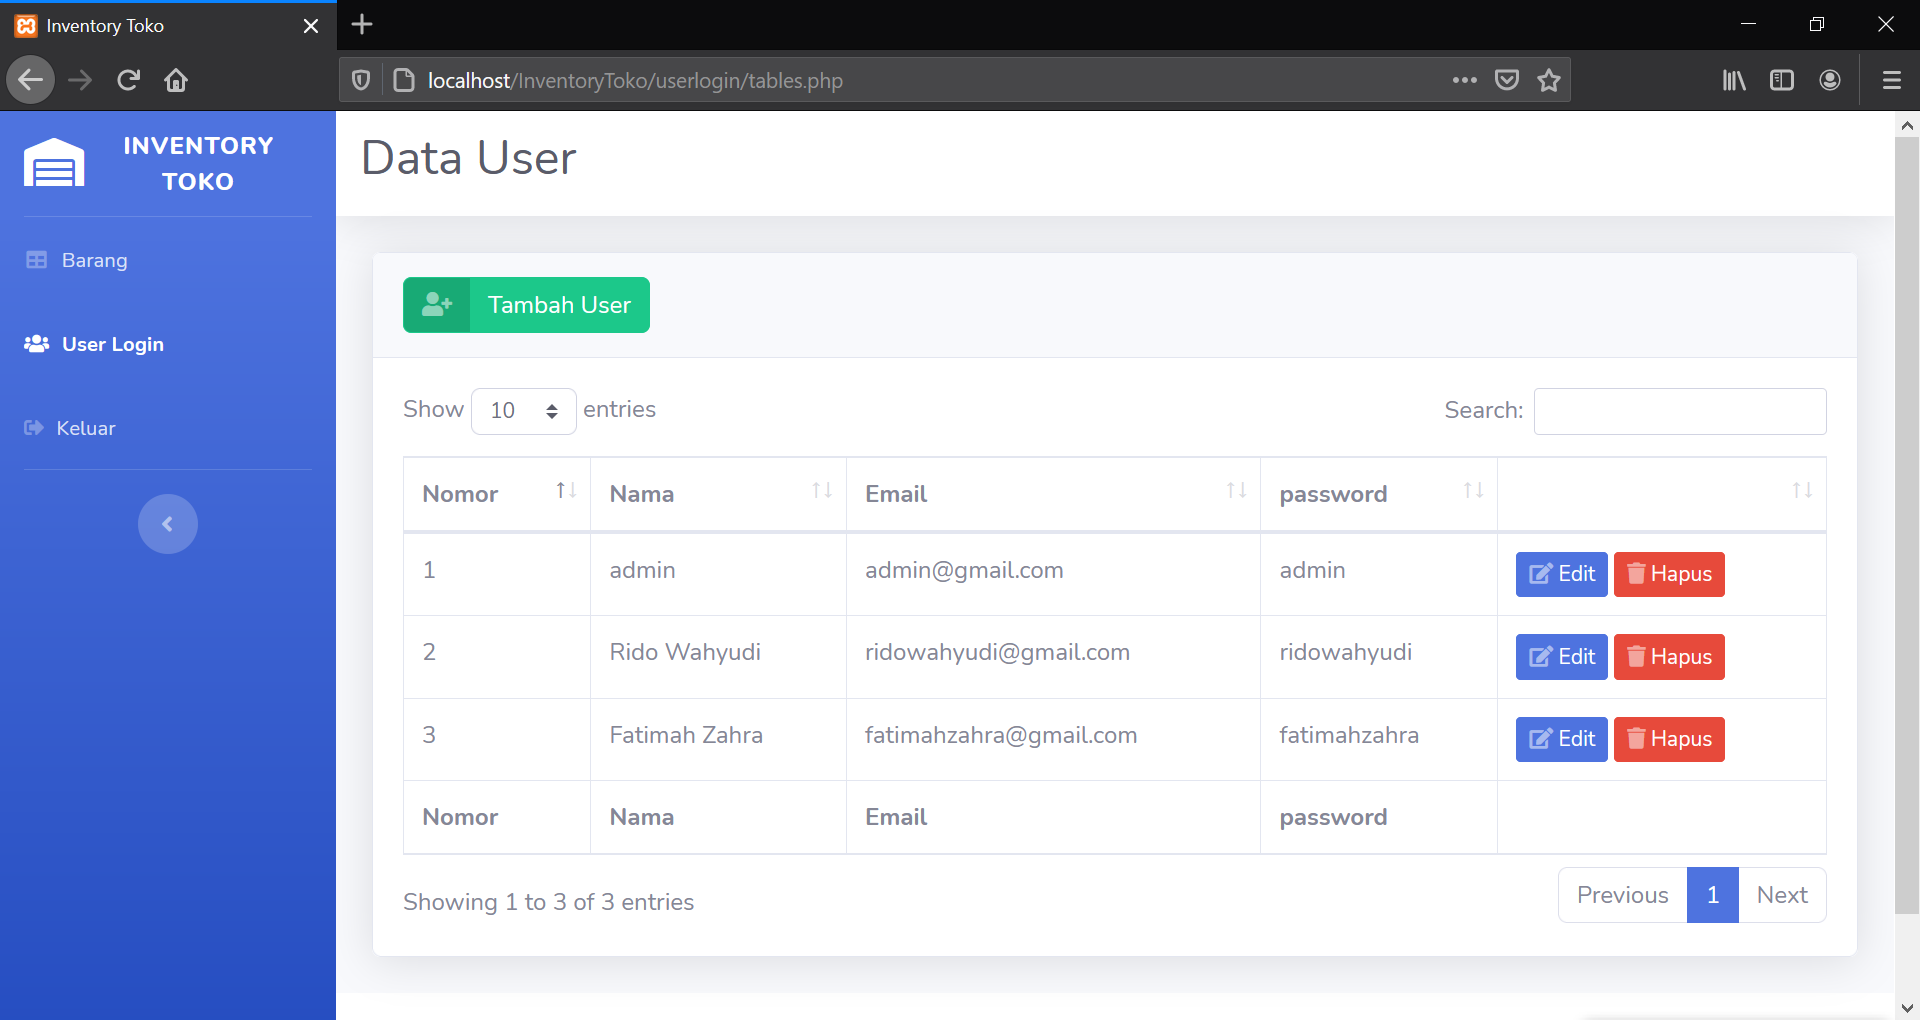 Inventory Toko
localhost/InventoryToko/userlogin/tables.php
INVENTORY
TOKO
Barang
User Login
Keluar
Data User
Tambah User
Show 10 entries
Search:
Nomor Nama Email password
1 admin admin@gmail.com admin Edit Hapus
2 Rido Wahyudi ridowahyudi@gmail.com ridowahyudi Edit Hapus
3 Fatimah Zahra fatimahzahra@gmail.com fatimahzahra Edit Hapus
Nomor Nama Email password
Showing 1 to 3 of 3 entries
Previous 1 Next